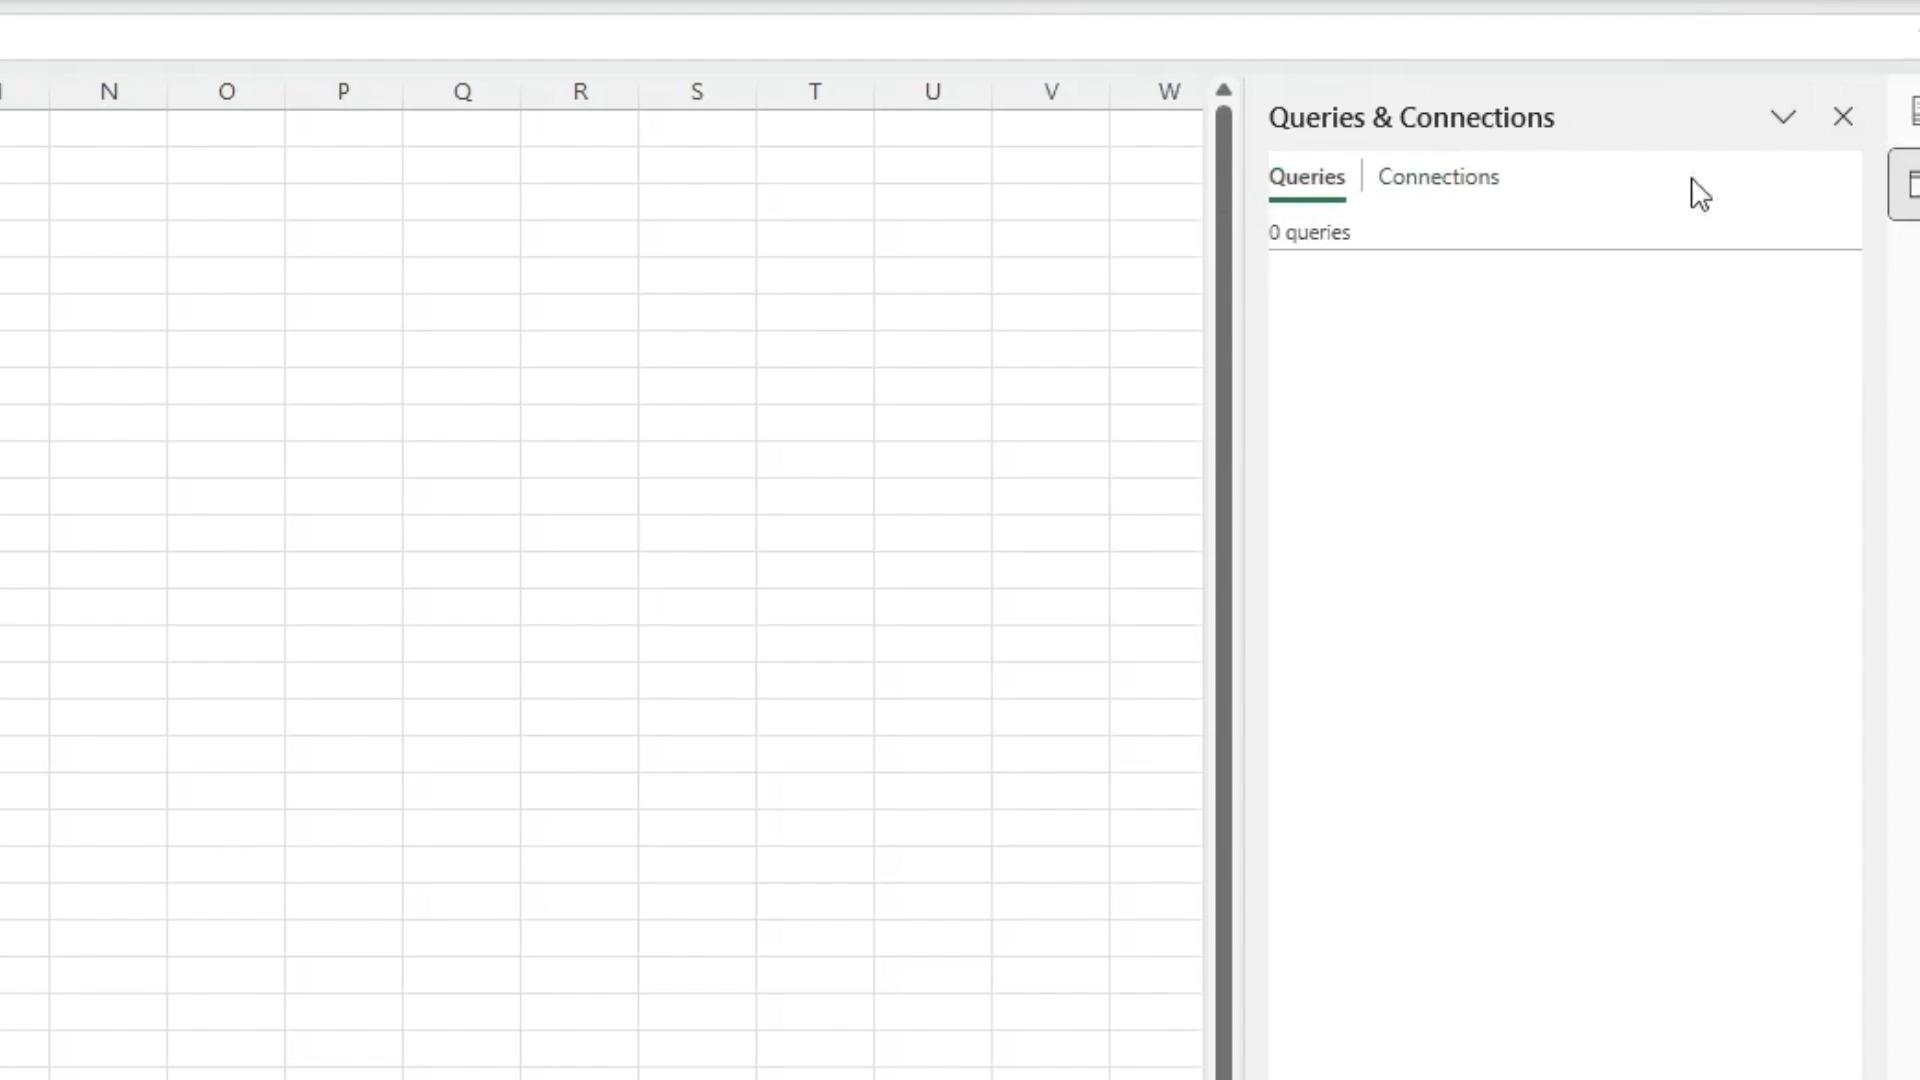 N O P Q R S T U V W
Queries & Connections
Queries | Connections
0 queries